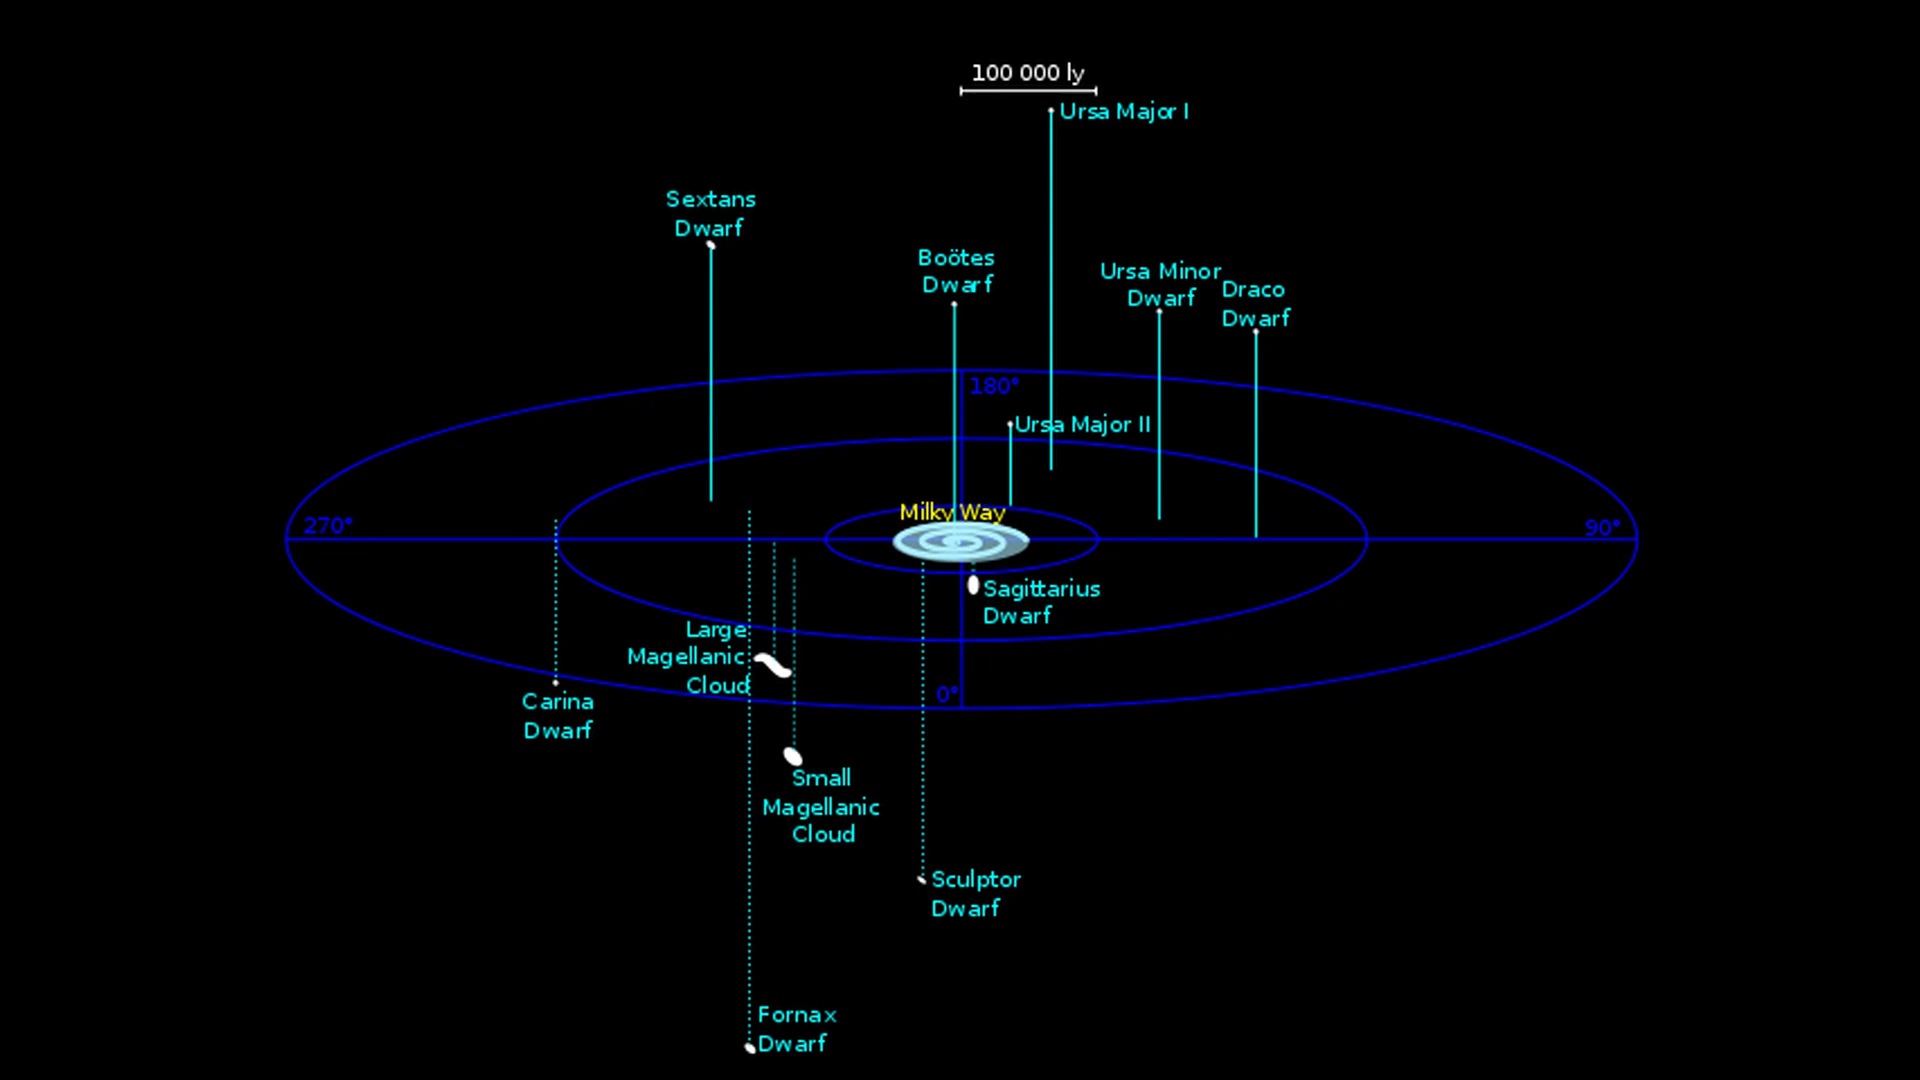 100 000 ly
Ursa Major I
Sextans
Dwarf
Boötes
Dwarf
Ursa Minor
Dwarf
Draco
Dwarf
180°
Ursa Major II
Milky Way
270°
90°
Sagittarius
Dwarf
Large
Magellanic
Cloud
0°
Carina
Dwarf
Small
Magellanic
Cloud
Sculptor
Dwarf
Fornax
Dwarf